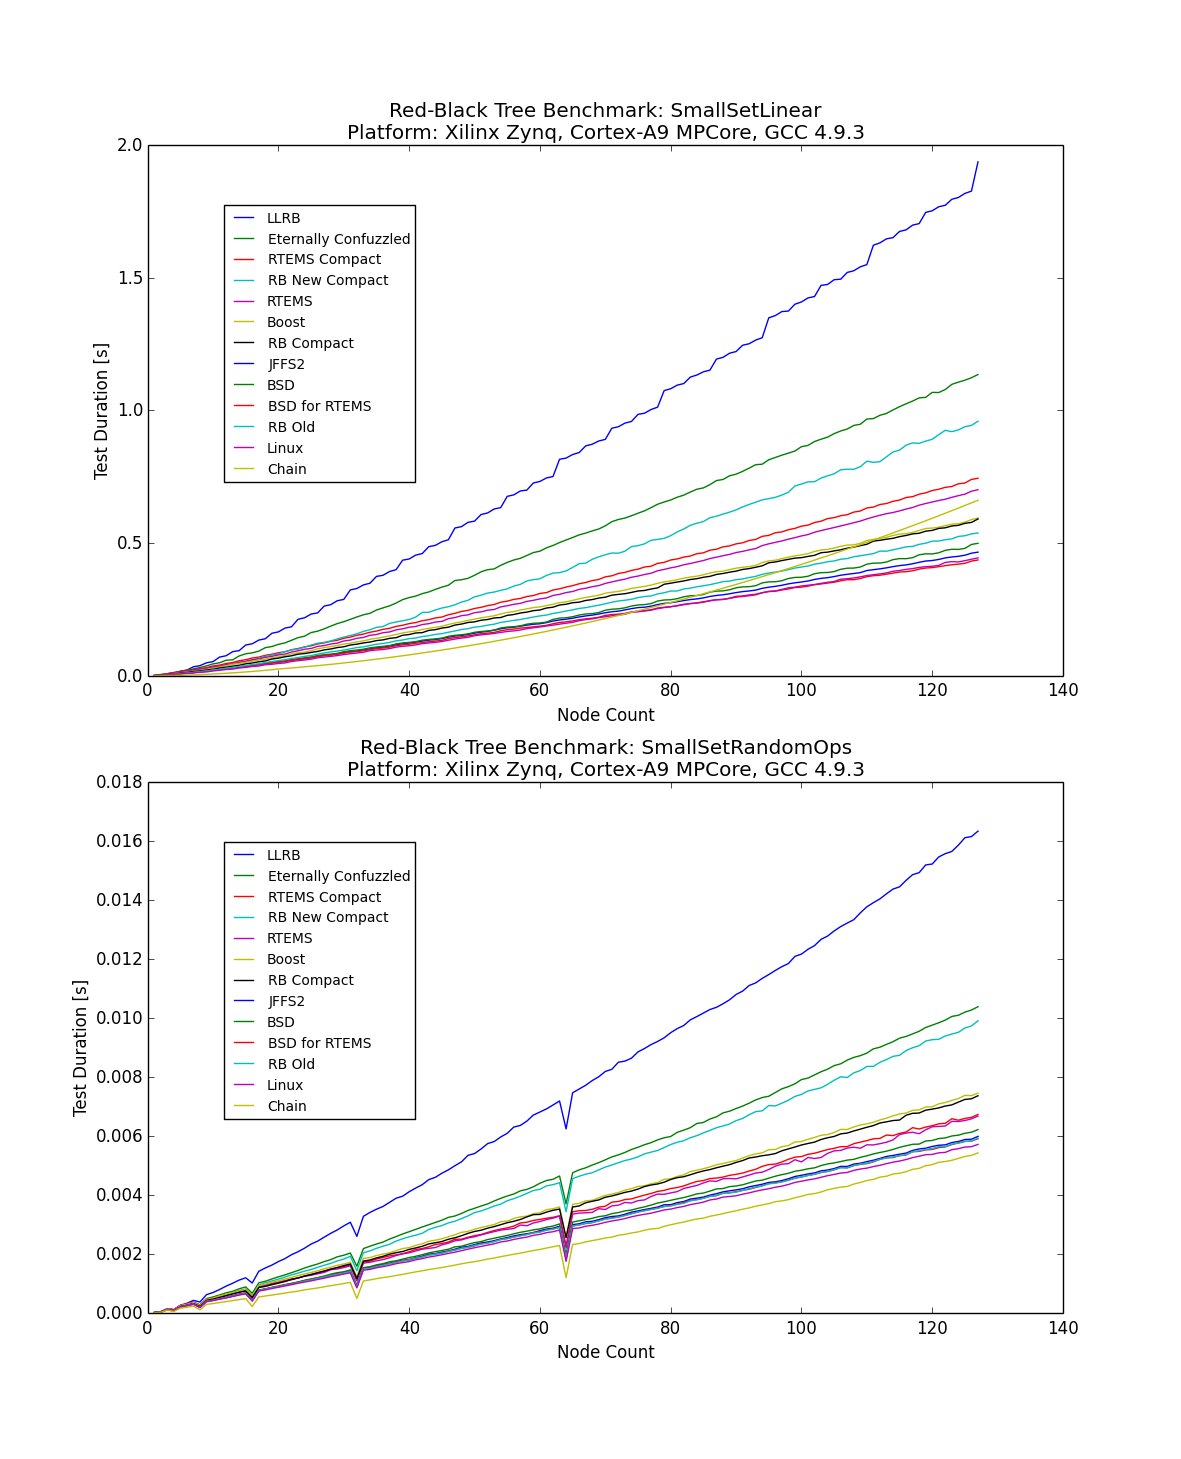 Red-Black Tree Benchmark: SmallSetLinear
Platform: Xilinx Zynq, Cortex-A9 MPCore, GCC 4.9.3
2.0
1.5
1.0
0.5
0.0
Test Duration [s]
LLRB
Eternally Confuzzled
RTEMS Compact
RB New Compact
RTEMS
Boost
RB Compact
JFFS2
BSD
BSD for RTEMS
RB Old
Linux
Chain
0 20 40 60 80 100 120 140
Node Count
Red-Black Tree Benchmark: SmallSetRandomOps
Platform: Xilinx Zynq, Cortex-A9 MPCore, GCC 4.9.3
0.018
0.016
0.014
0.012
0.010
0.008
0.006
0.004
0.002
0.000
Test Duration [s]
LLRB
Eternally Confuzzled
RTEMS Compact
RB New Compact
RTEMS
Boost
RB Compact
JFFS2
BSD
BSD for RTEMS
RB Old
Linux
Chain
0 20 40 60 80 100 120 140
Node Count